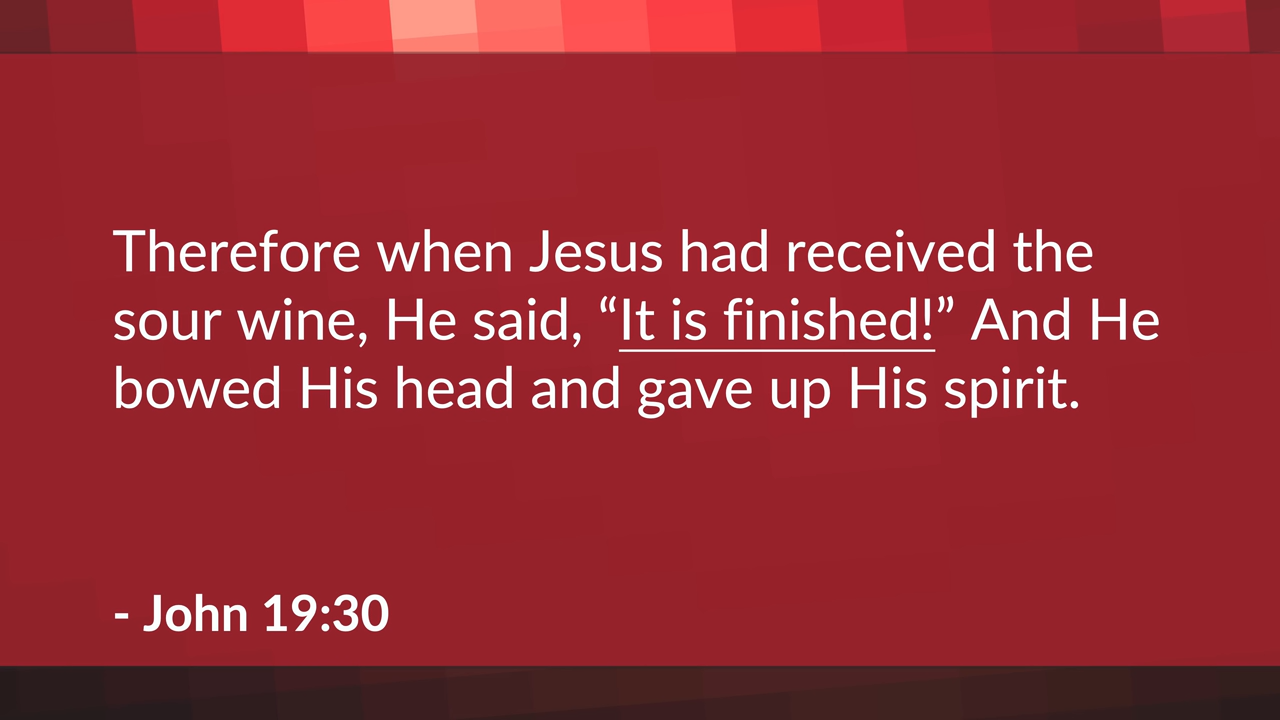 Therefore when Jesus had received the
sour wine, He said, “It is finished!” And He
bowed His head and gave up His spirit.
- John 19:30